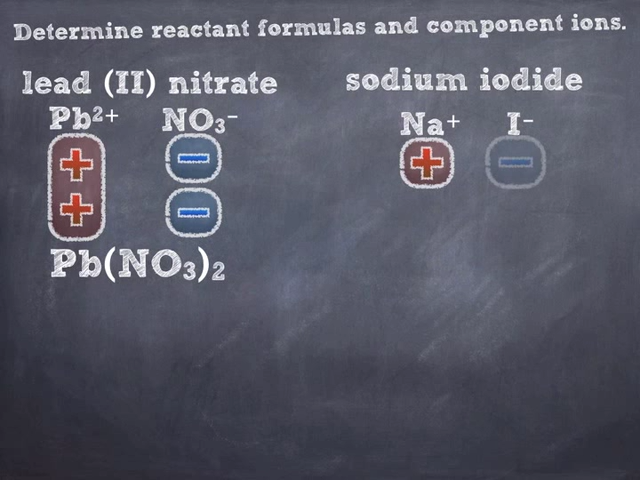 Determine reactant formulas and component ions.
lead (II) nitrate
Pb²⁺ NO₃⁻
+ −
+ −
Pb(NO₃)₂
sodium iodide
Na⁺ I⁻
+ −